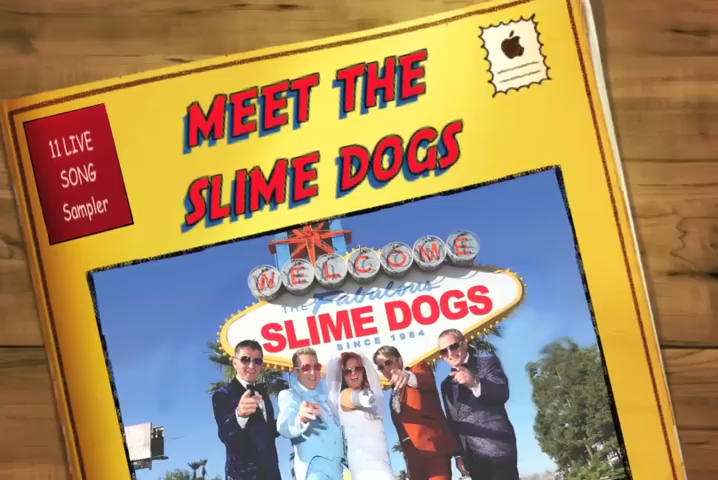 MEET THE
SLIME DOGS
11 LIVE
SONG
Sampler
WELCOME
THE Fabulous
SLIME DOGS
SINCE 1984